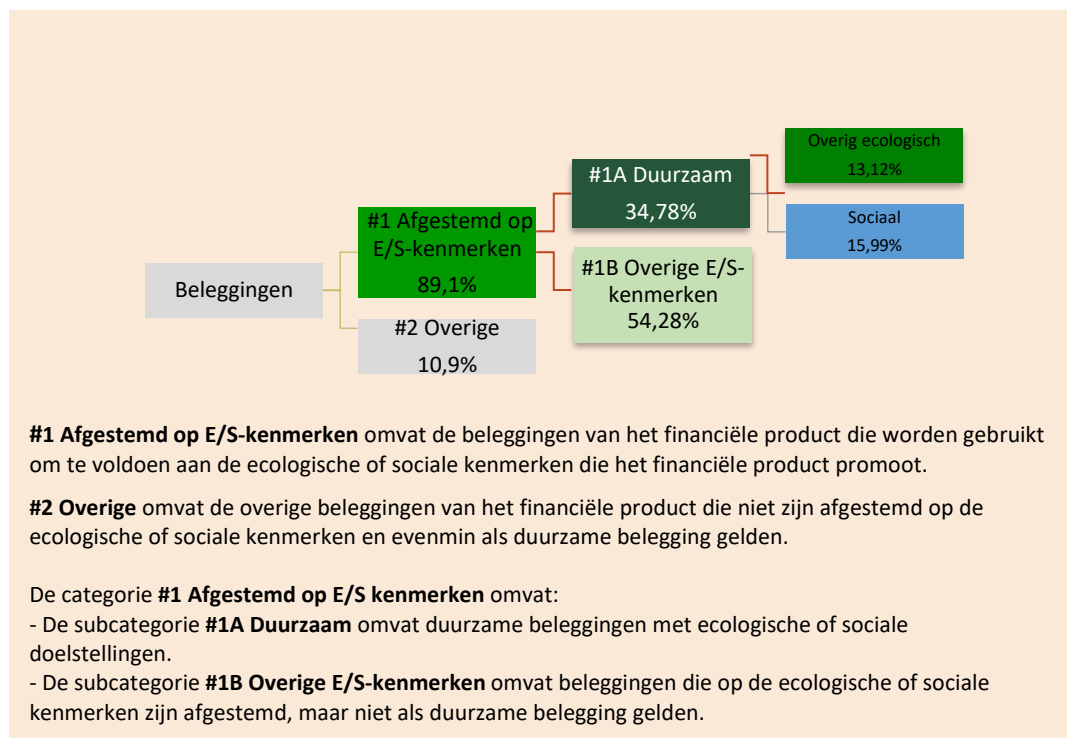 Beleggingen
#1 Afgestemd op
E/S-kenmerken
89,1%
#2 Overige
10,9%
#1A Duurzaam
34,78%
#1B Overige E/S-
kenmerken
54,28%
Overig ecologisch
13,12%
Sociaal
15,99%
#1 Afgestemd op E/S-kenmerken omvat de beleggingen van het financiële product die worden gebruikt
om te voldoen aan de ecologische of sociale kenmerken die het financiële product promoot.
#2 Overige omvat de overige beleggingen van het financiële product die niet zijn afgestemd op de
ecologische of sociale kenmerken en evenmin als duurzame belegging gelden.
De categorie #1 Afgestemd op E/S kenmerken omvat:
- De subcategorie #1A Duurzaam omvat duurzame beleggingen met ecologische of sociale
doelstellingen.
- De subcategorie #1B Overige E/S-kenmerken omvat beleggingen die op de ecologische of sociale
kenmerken zijn afgestemd, maar niet als duurzame belegging gelden.